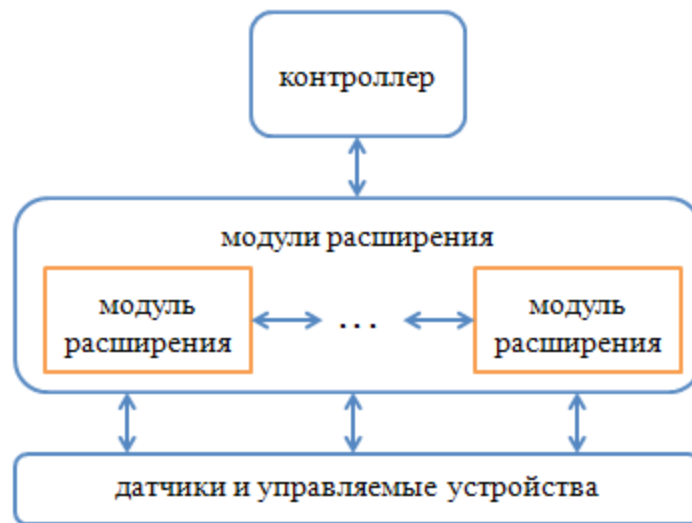 контроллер
модули расширения
модуль
расширения
...
модуль
расширения
датчики и управляемые устройства